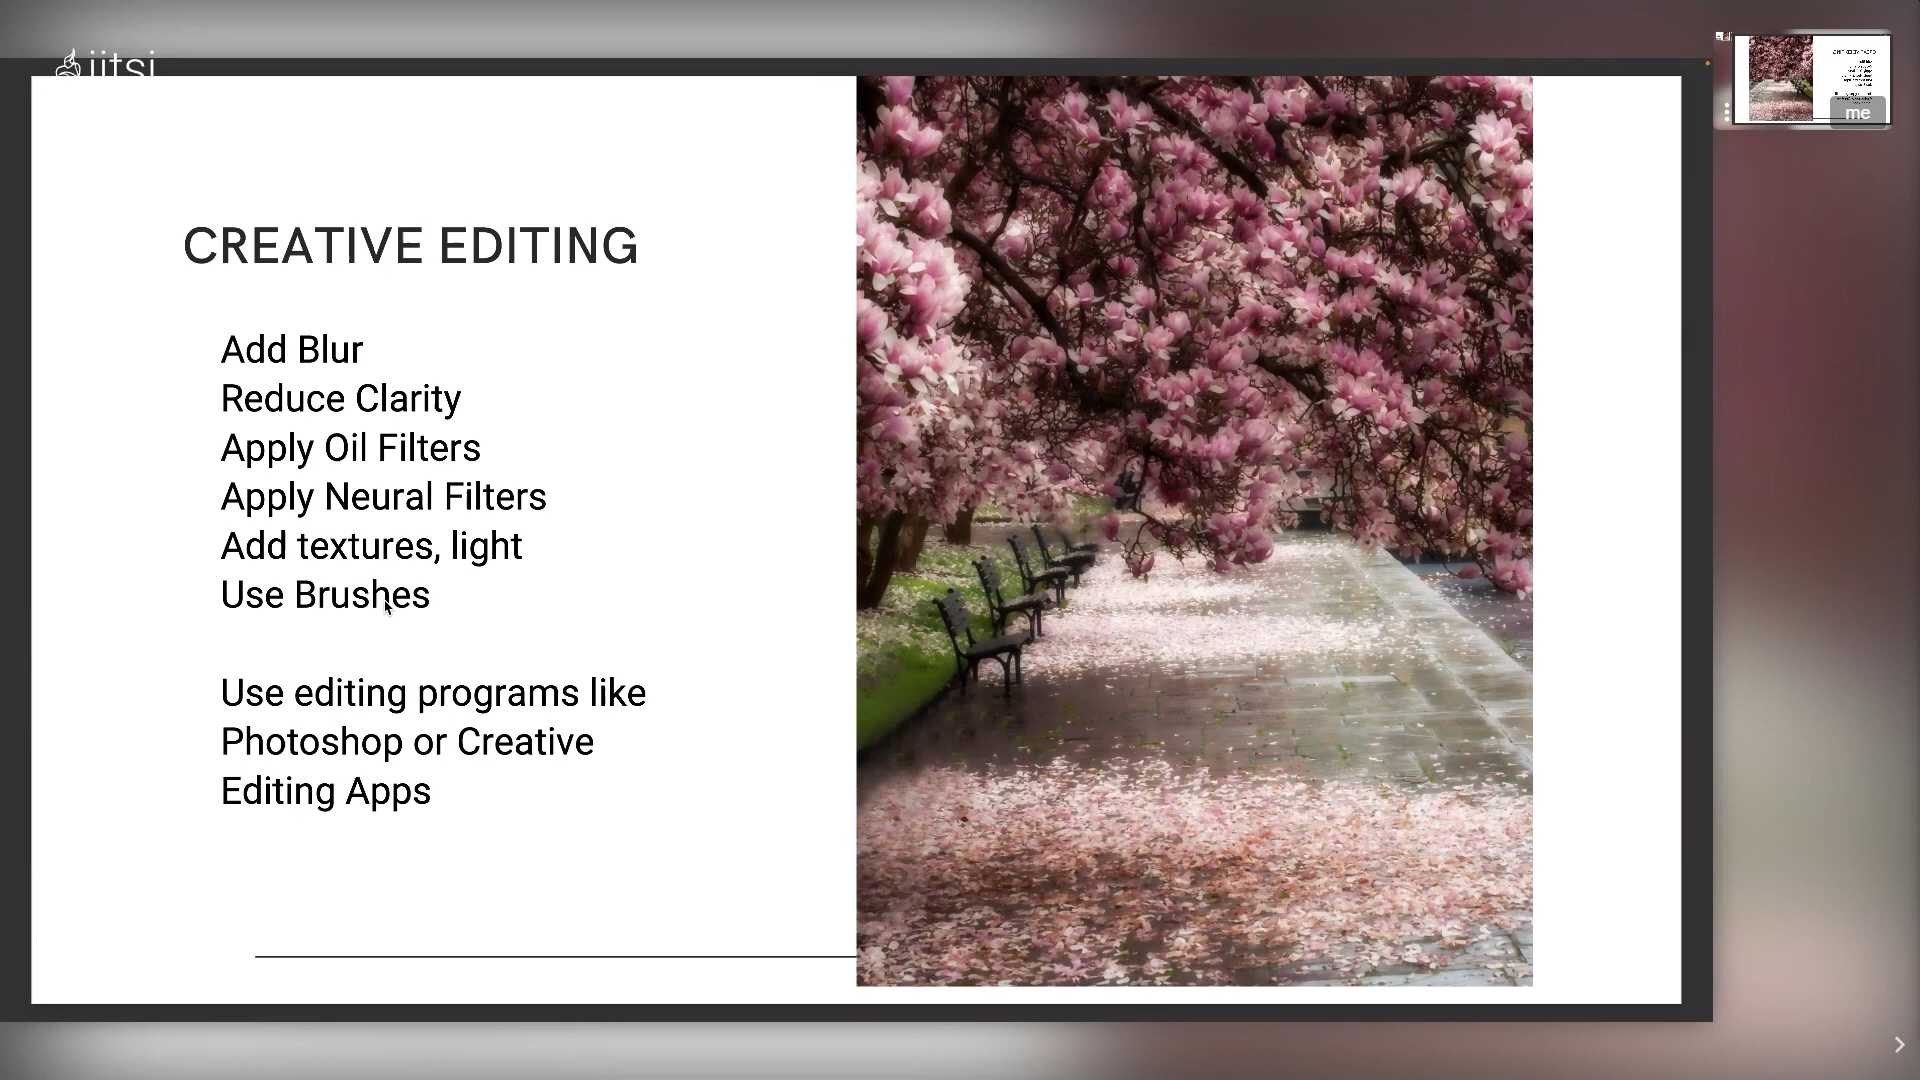 jitsi
CREATIVE EDITING
Add Blur
Reduce Clarity
Apply Oil Filters
Apply Neural Filters
Add textures, light
Use Brushes
Use editing programs like
Photoshop or Creative
Editing Apps
me